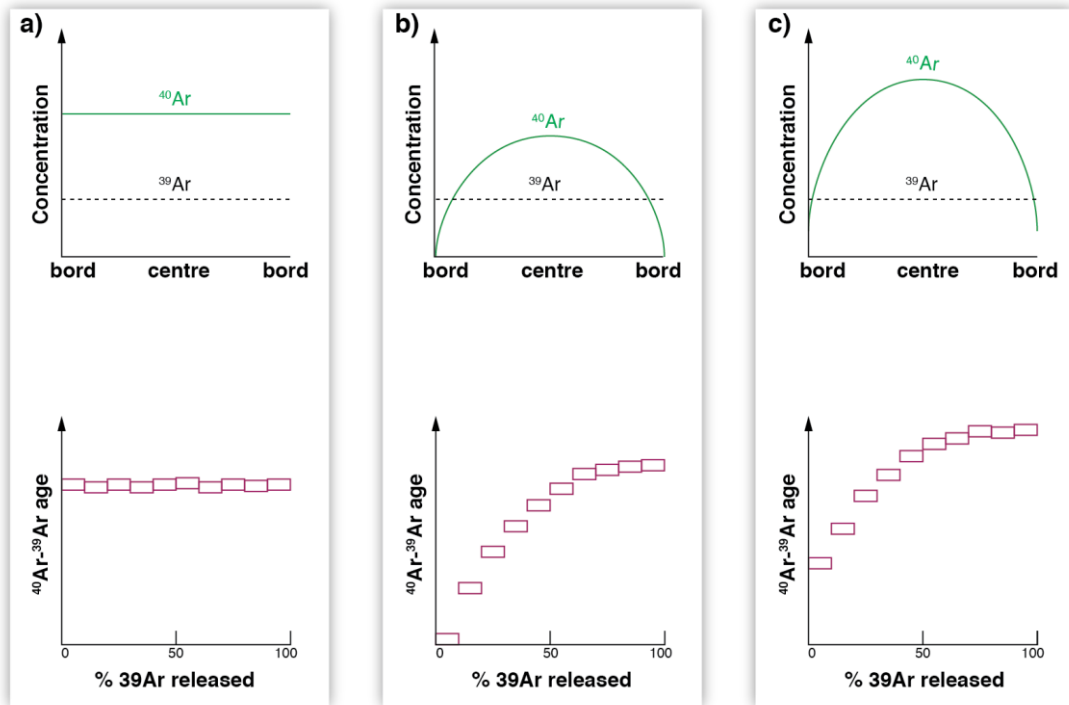 a)
Concentration
⁴⁰Ar
³⁹Ar
bord centre bord
⁴⁰Ar-³⁹Ar age
0 50 100
% 39Ar released
b)
⁴⁰Ar
³⁹Ar
Concentration
bord centre bord
⁴⁰Ar-³⁹Ar age
0 50 100
% 39Ar released
c)
⁴⁰Ar
³⁹Ar
Concentration
bord centre bord
⁴⁰Ar-³⁹Ar age
0 50 100
% 39Ar released